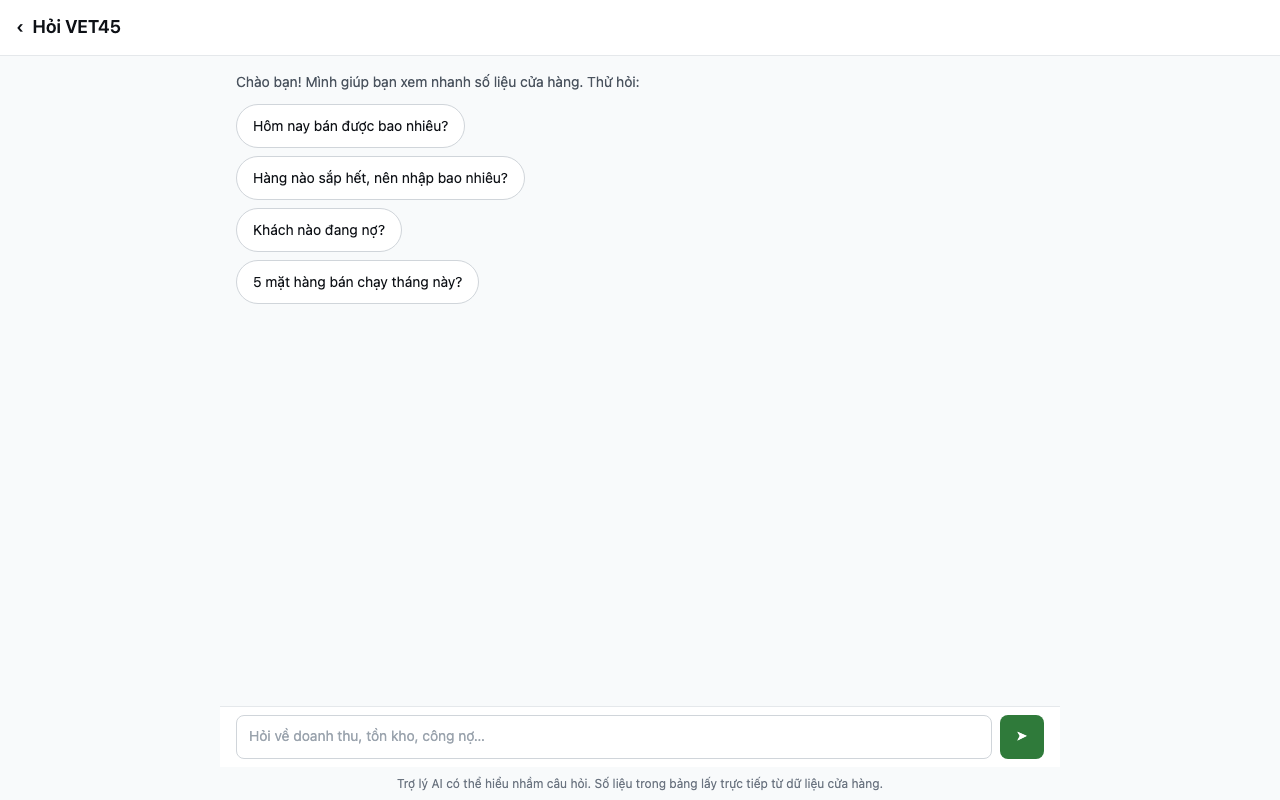 ‹ Hỏi VET45
Chào bạn! Mình giúp bạn xem nhanh số liệu cửa hàng. Thử hỏi:
Hôm nay bán được bao nhiêu?
Hàng nào sắp hết, nên nhập bao nhiêu?
Khách nào đang nợ?
5 mặt hàng bán chạy tháng này?
Hỏi về doanh thu, tồn kho, công nợ…
➤
Trợ lý AI có thể hiểu nhầm câu hỏi. Số liệu trong bảng lấy trực tiếp từ dữ liệu cửa hàng.